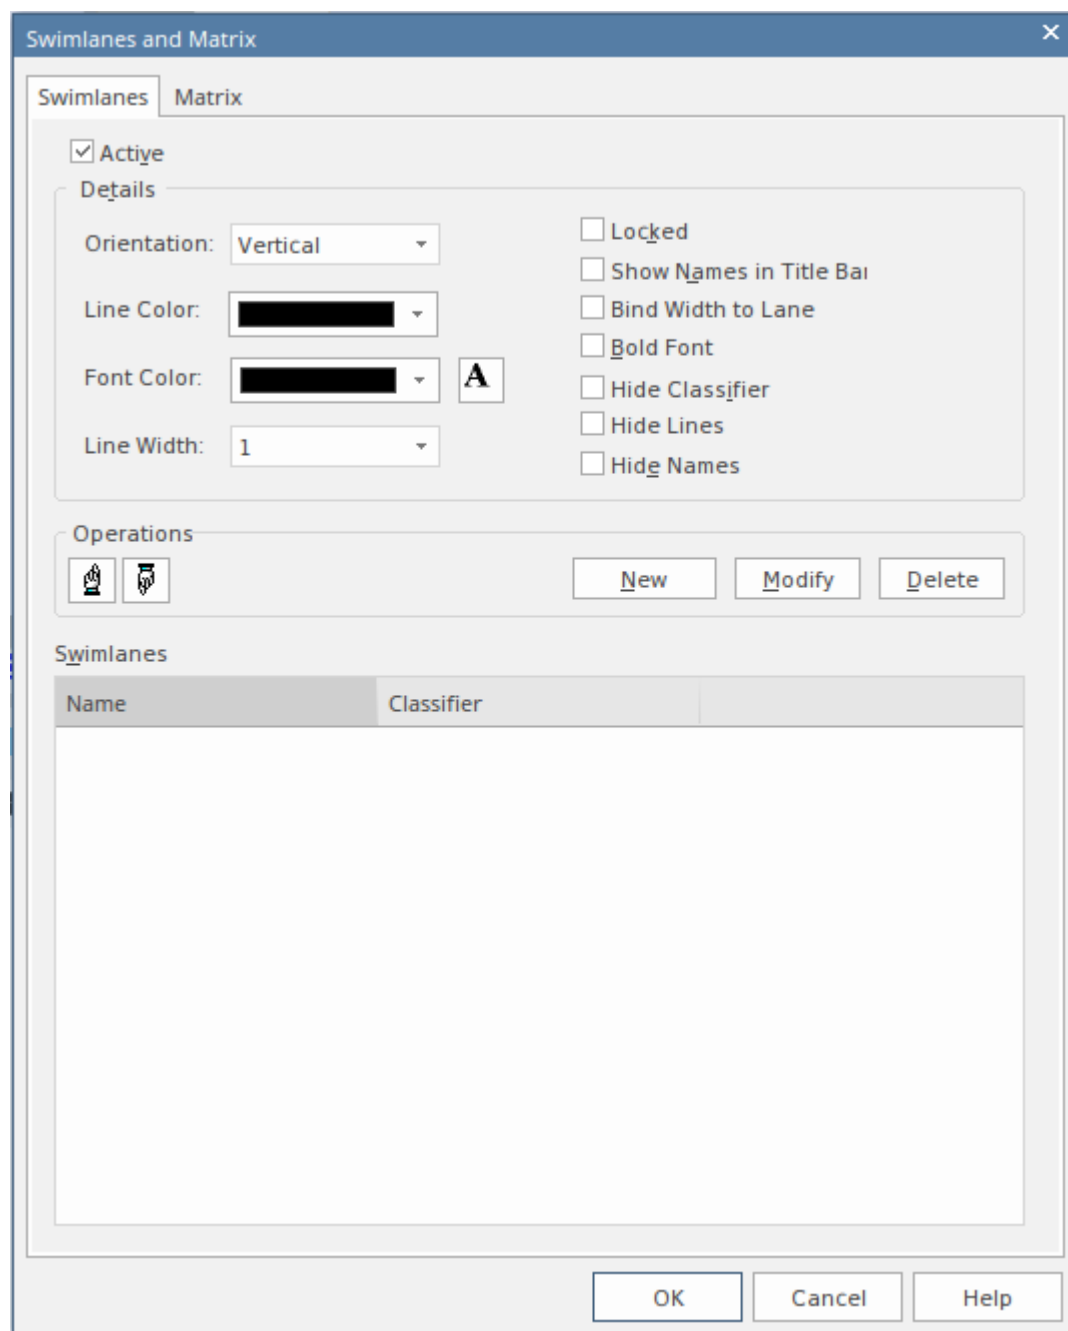 Swimlanes and Matrix
Swimlanes Matrix
Active
Details
Orientation: Vertical
Locked
Show Names in Title Bar
Line Color:
Bind Width to Lane
Bold Font
Font Color: A
Hide Classifier
Hide Lines
Line Width: 1
Hide Names
Operations
New Modify Delete
Swimlanes
Name Classifier
OK Cancel Help